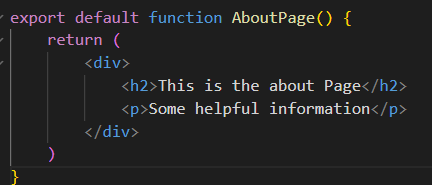 export default function AboutPage() {
    return (
        <div>
            <h2>This is the about Page</h2>
            <p>Some helpful information</p>
        </div>
    )
}